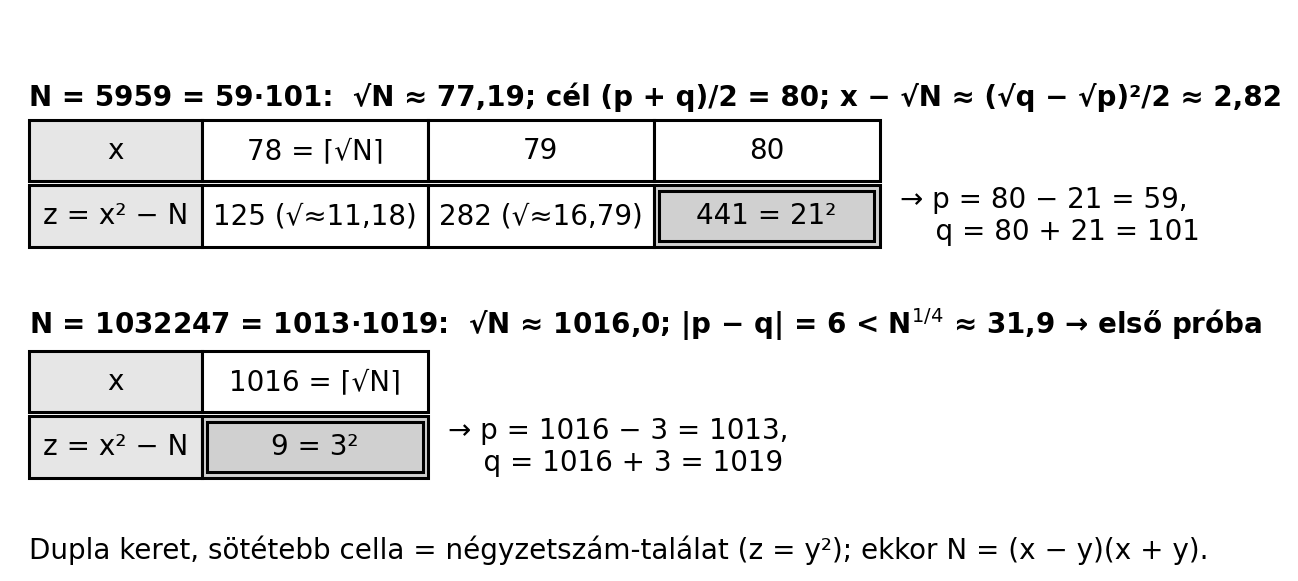 N = 5959 = 59·101:  √N ≈ 77,19; cél (p + q)/2 = 80; x − √N ≈ (√q − √p)²/2 ≈ 2,82
x 78 = ⌈√N⌉ 79 80
z = x² − N 125 (√≈11,18) 282 (√≈16,79) 441 = 21²
→ p = 80 − 21 = 59,
q = 80 + 21 = 101
N = 1032247 = 1013·1019:  √N ≈ 1016,0; |p − q| = 6 < N^{1/4} ≈ 31,9 → első próba
x 1016 = ⌈√N⌉
z = x² − N 9 = 3²
→ p = 1016 − 3 = 1013,
q = 1016 + 3 = 1019
Dupla keret, sötétebb cella = négyzetszám-találat (z = y²); ekkor N = (x − y)(x + y).